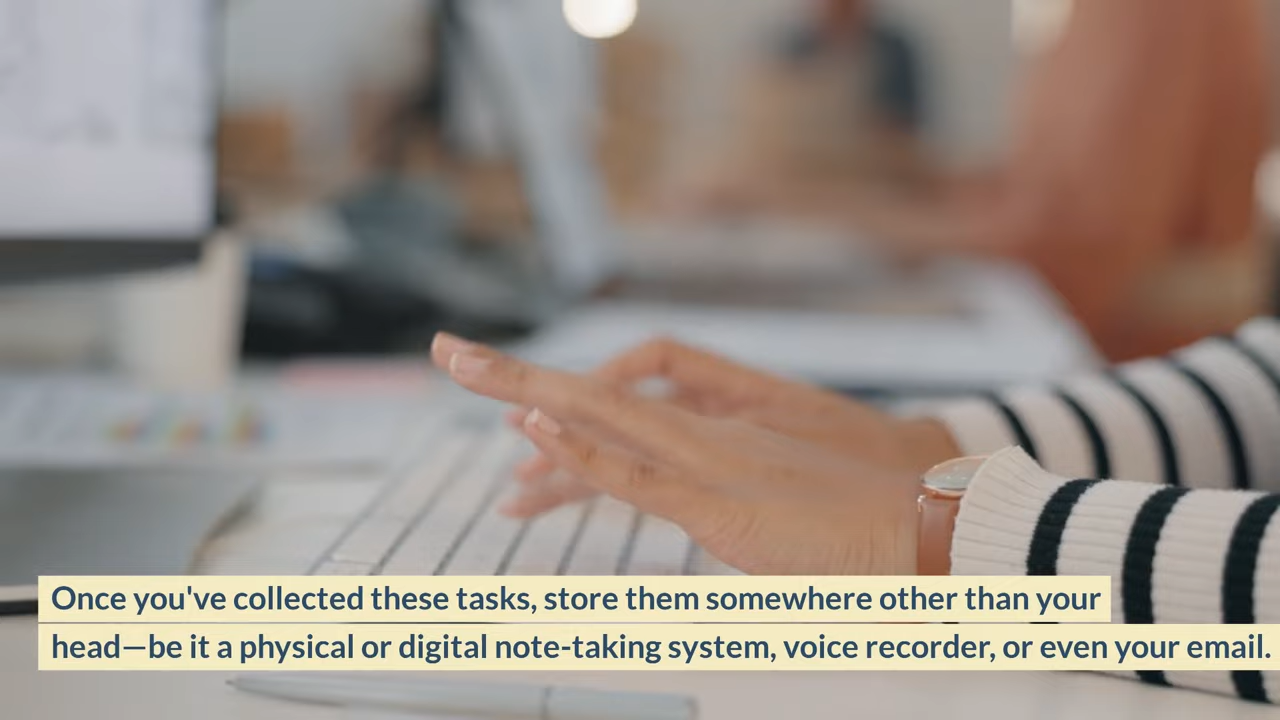 Once you've collected these tasks, store them somewhere other than your
head—be it a physical or digital note-taking system, voice recorder, or even your email.